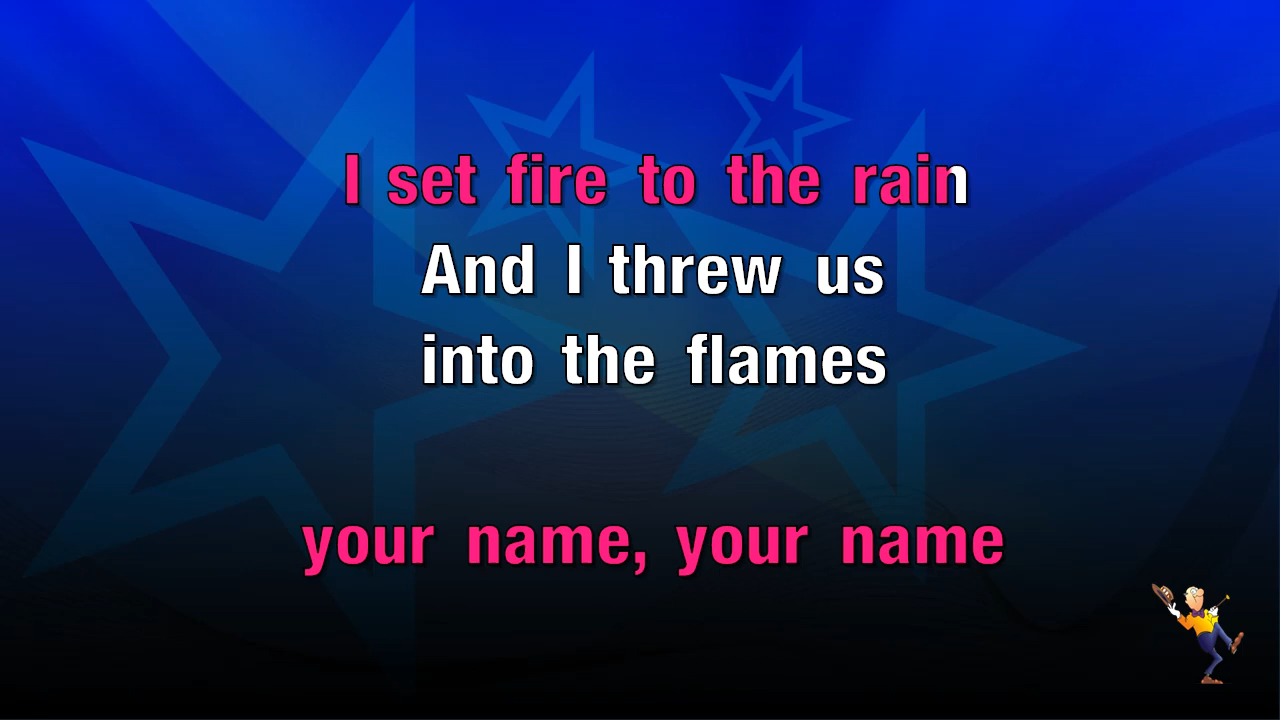 I set fire to the rain
And I threw us
into the flames
your name, your name